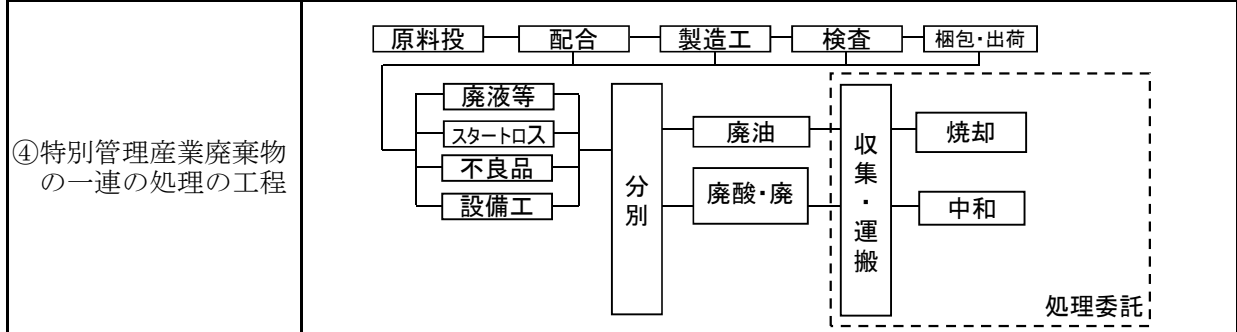 ④特別管理産業廃棄物
の一連の処理の工程
原料投
配合
製造工
検査
梱包・出荷
廃液等
スタートロス
不良品
設備工
分別
廃油
廃酸・廃
収集・運搬
焼却
中和
処理委託